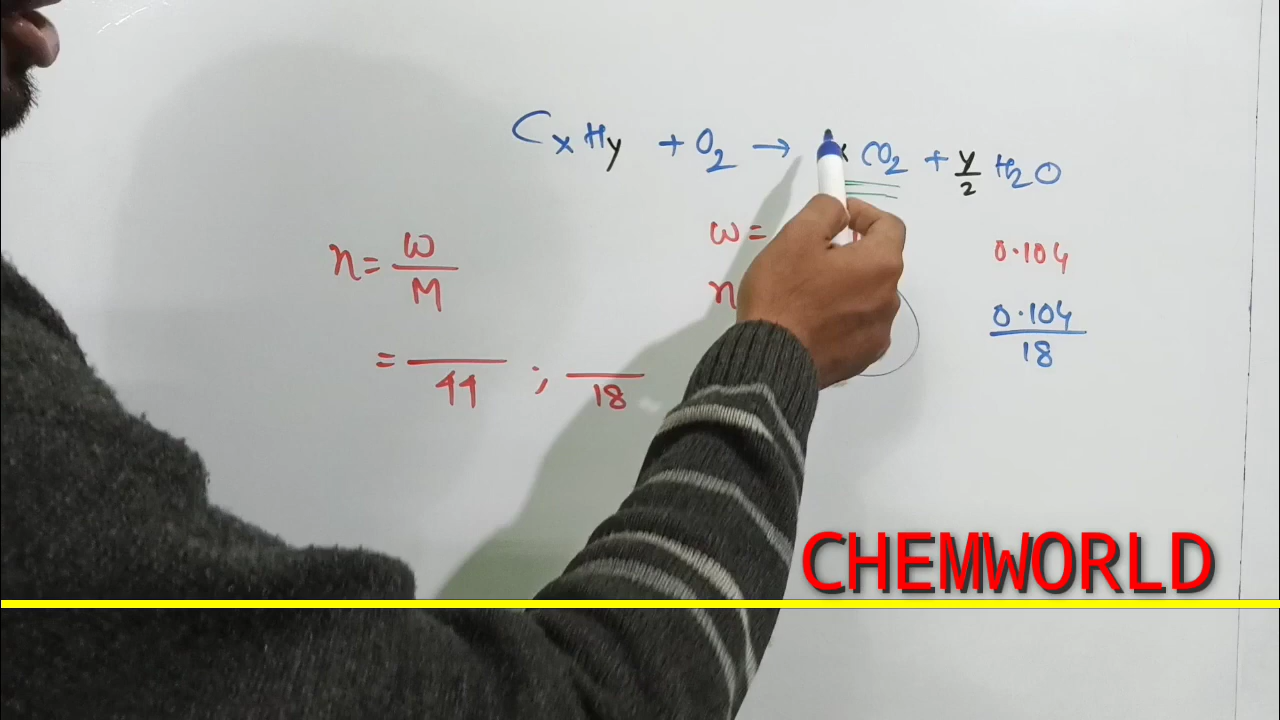 CxHy + O2 → x CO2 + y/2 H2O
n = W/M
w =
0.104
n
0.104/18
= /44 ; /18
CHEMWORLD